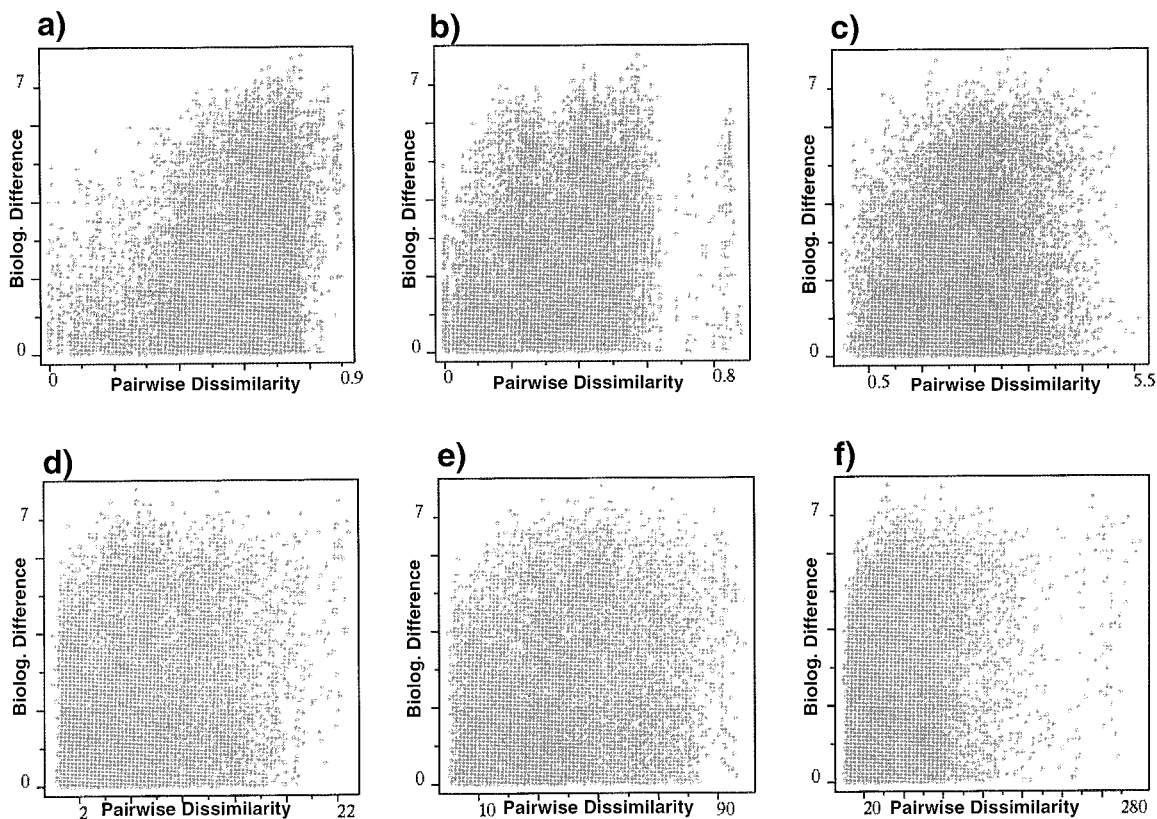 a)
7
Biolog. Difference
0
0 Pairwise Dissimilarity 0.9
b)
7
Biolog. Difference
0
0 Pairwise Dissimilarity 0.8
c)
7
Biolog. Difference
0
0.5 Pairwise Dissimilarity 5.5
d)
7
Biolog. Difference
0
2 Pairwise Dissimilarity 22
e)
7
Biolog. Difference
0
10 Pairwise Dissimilarity 90
f)
7
Biolog. Difference
0
20 Pairwise Dissimilarity 280